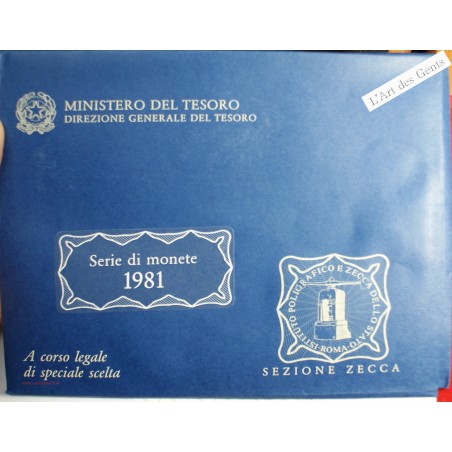 L'Art des Gents
MINISTERO DEL TESORO
DIREZIONE GENERALE DEL TESORO
Serie di monete
1981
ISTITUTO POLIGRAFICO E ZECCA DELLO STATO
·ROMA·
SEZIONE ZECCA
A corso legale
di speciale scelta